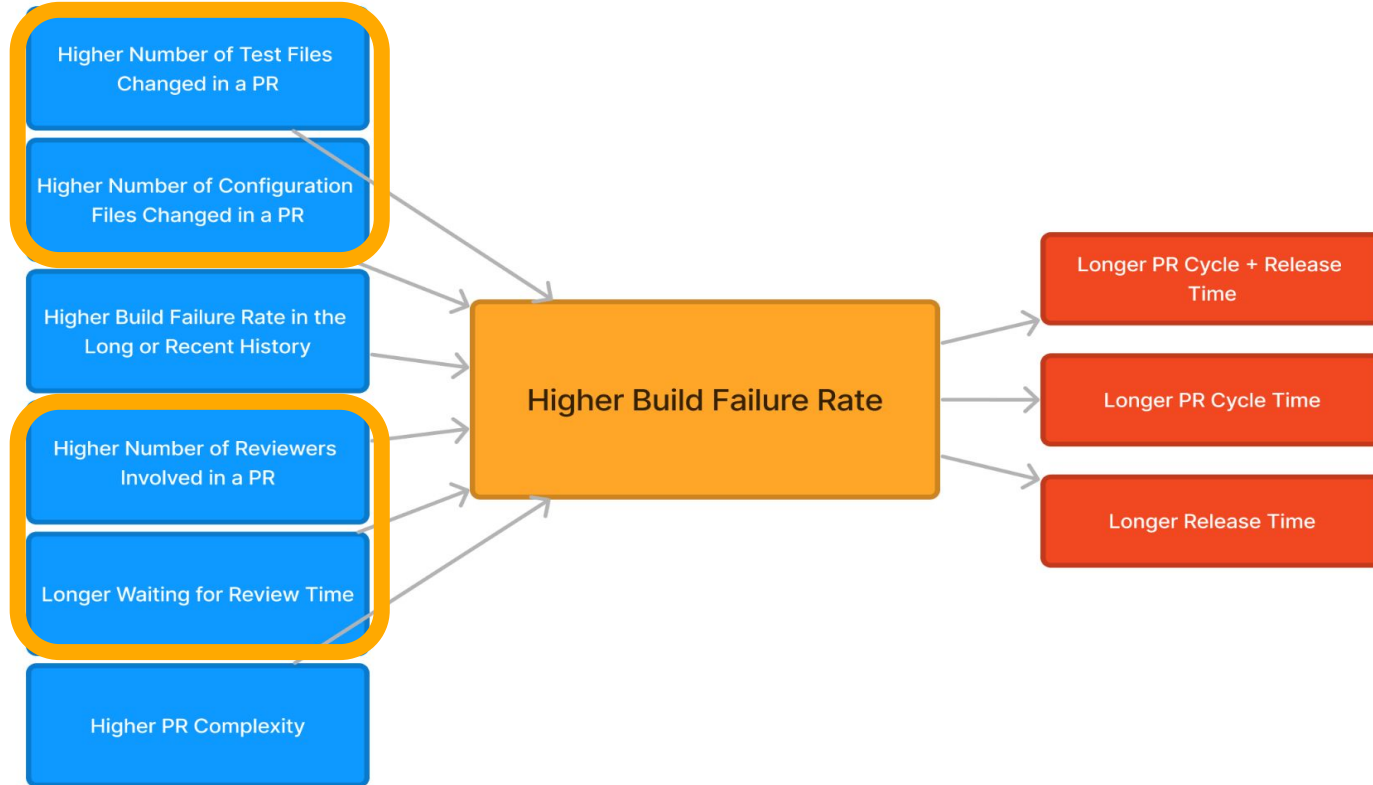 Higher Number of Test Files
Changed in a PR
Higher Number of Configuration
Files Changed in a PR
Higher Build Failure Rate in the
Long or Recent History
Higher Number of Reviewers
Involved in a PR
Longer Waiting for Review Time
Higher PR Complexity
Higher Build Failure Rate
Longer PR Cycle + Release
Time
Longer PR Cycle Time
Longer Release Time